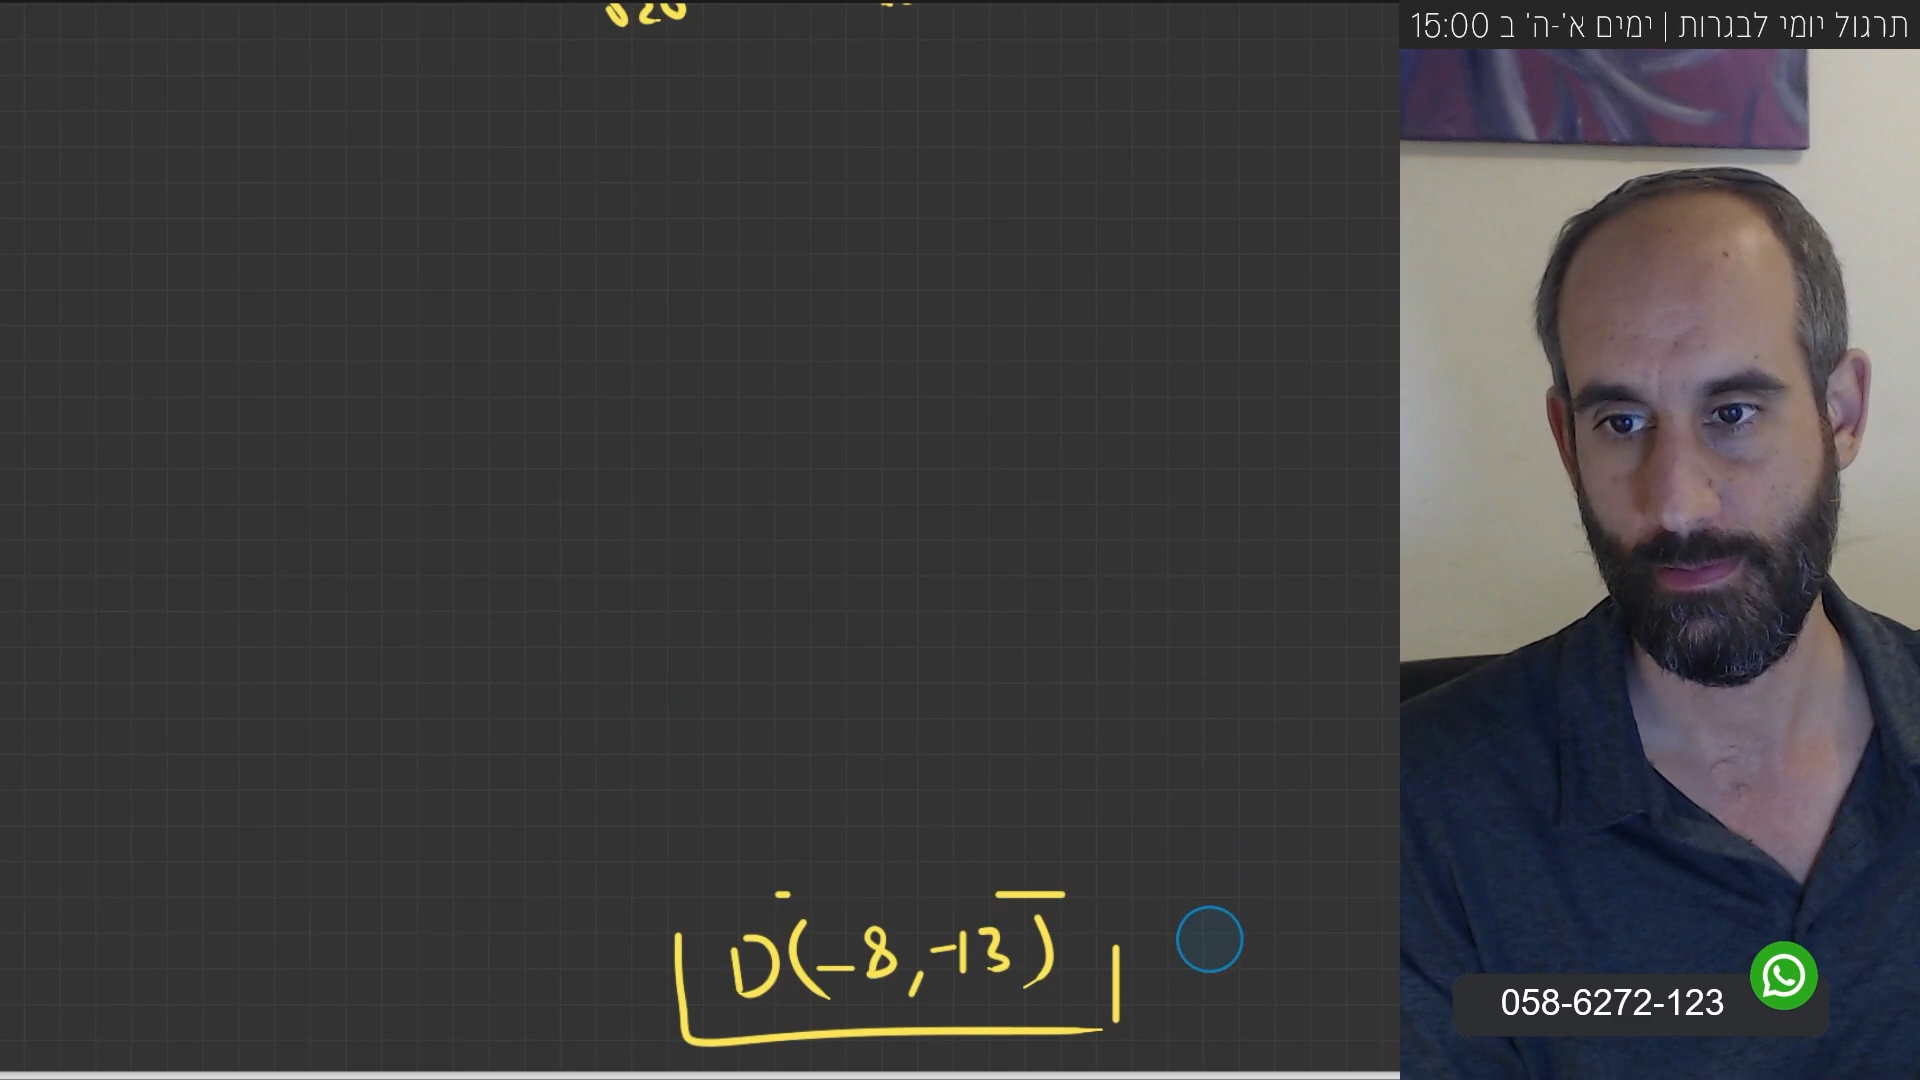 תרגול יומי לבגרות | ימים א'-ה' ב 15:00
D(-8,-13)
058-6272-123